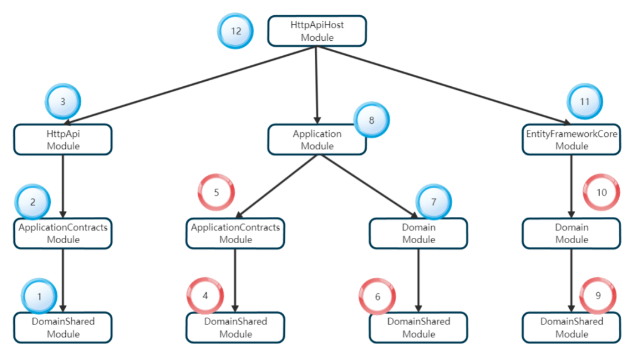 12
HttpApiHost
Module
3
11
8
HttpApi
Module
Application
Module
EntityFrameworkCore
Module
5
10
2
7
ApplicationContracts
Module
ApplicationContracts
Module
Domain
Module
Domain
Module
1
4
6
9
DomainShared
Module
DomainShared
Module
DomainShared
Module
DomainShared
Module